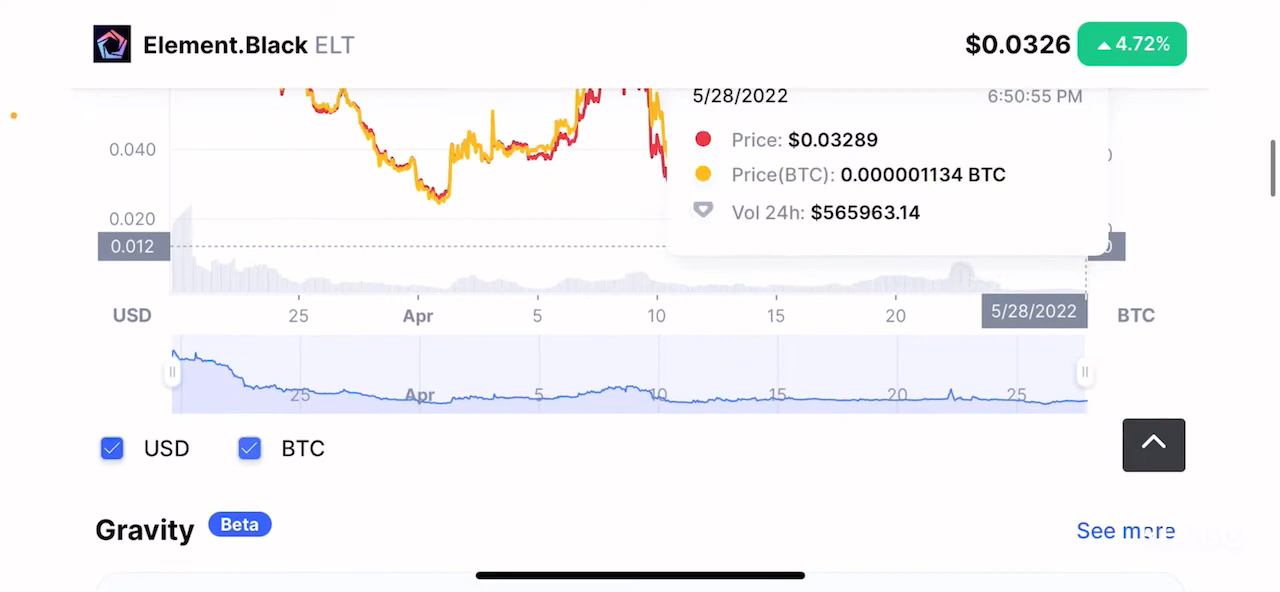 Element.Black ELT
$0.0326 4.72%
5/28/2022 6:50:55 PM
0.040
Price: $0.03289
Price(BTC): 0.000001134 BTC
Vol 24h: $565963.14
0.020
0.012
USD 25 Apr 5 10 15 20 5/28/2022 BTC
25 Apr 5 10 15 20 25
USD BTC
Gravity Beta See more